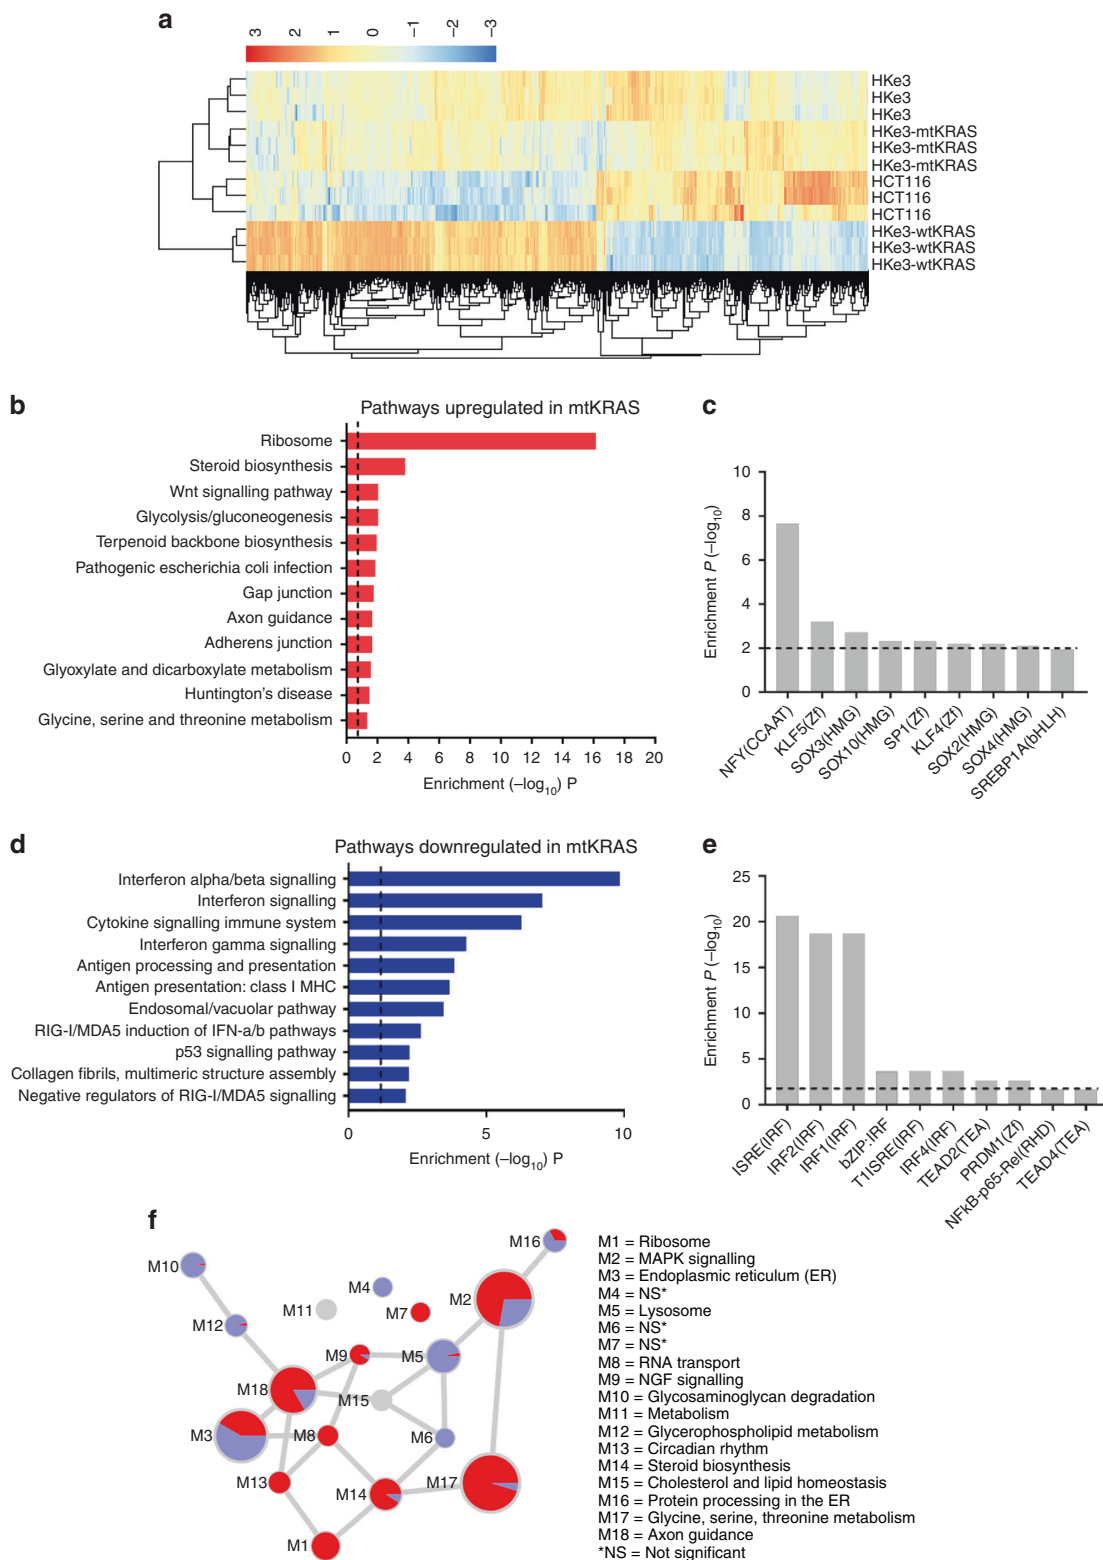 a
3 2 1 0 –1 –2 –3
HKe3
HKe3
HKe3
HKe3-mtKRAS
HKe3-mtKRAS
HKe3-mtKRAS
HCT116
HCT116
HCT116
HKe3-wtKRAS
HKe3-wtKRAS
HKe3-wtKRAS
b
Pathways upregulated in mtKRAS
Ribosome
Steroid biosynthesis
Wnt signalling pathway
Glycolysis/gluconeogenesis
Terpenoid backbone biosynthesis
Pathogenic escherichia coli infection
Gap junction
Axon guidance
Adherens junction
Glyoxylate and dicarboxylate metabolism
Huntington's disease
Glycine, serine and threonine metabolism
0 2 4 6 8 10 12 14 16 18 20
Enrichment (–log10) P
c
Enrichment P (–log10)
10
8
6
4
2
0
NFY(CCAAT)
KLF5(Zf)
SOX3(HMG)
SOX10(HMG)
SP1(Zf)
KLF4(Zf)
SOX2(HMG)
SOX4(HMG)
SREBP1A(bHLH)
d
Pathways downregulated in mtKRAS
Interferon alpha/beta signalling
Interferon signalling
Cytokine signalling immune system
Interferon gamma signalling
Antigen processing and presentation
Antigen presentation: class I MHC
Endosomal/vacuolar pathway
RIG-I/MDA5 induction of IFN-a/b pathways
p53 signalling pathway
Collagen fibrils, multimeric structure assembly
Negative regulators of RIG-I/MDA5 signalling
0 5 10
Enrichment (–log10) P
e
Enrichment P (–log10)
25
20
15
10
5
0
ISRE(IRF)
IRF2(IRF)
IRF1(IRF)
bZIP:IRF
T1ISRE(IRF)
IRF4(IRF)
TEAD2(TEA)
PRDM1(Zf)
NFkB-p65-Rel(RHD)
TEAD4(TEA)
f
M16
M10
M4
M2
M11
M7
M12
M9
M5
M18
M15
M3
M8
M6
M13
M17
M14
M1
M1 = Ribosome
M2 = MAPK signalling
M3 = Endoplasmic reticulum (ER)
M4 = NS*
M5 = Lysosome
M6 = NS*
M7 = NS*
M8 = RNA transport
M9 = NGF signalling
M10 = Glycosaminoglycan degradation
M11 = Metabolism
M12 = Glycerophospholipid metabolism
M13 = Circadian rhythm
M14 = Steroid biosynthesis
M15 = Cholesterol and lipid homeostasis
M16 = Protein processing in the ER
M17 = Glycine, serine, threonine metabolism
M18 = Axon guidance
*NS = Not significant